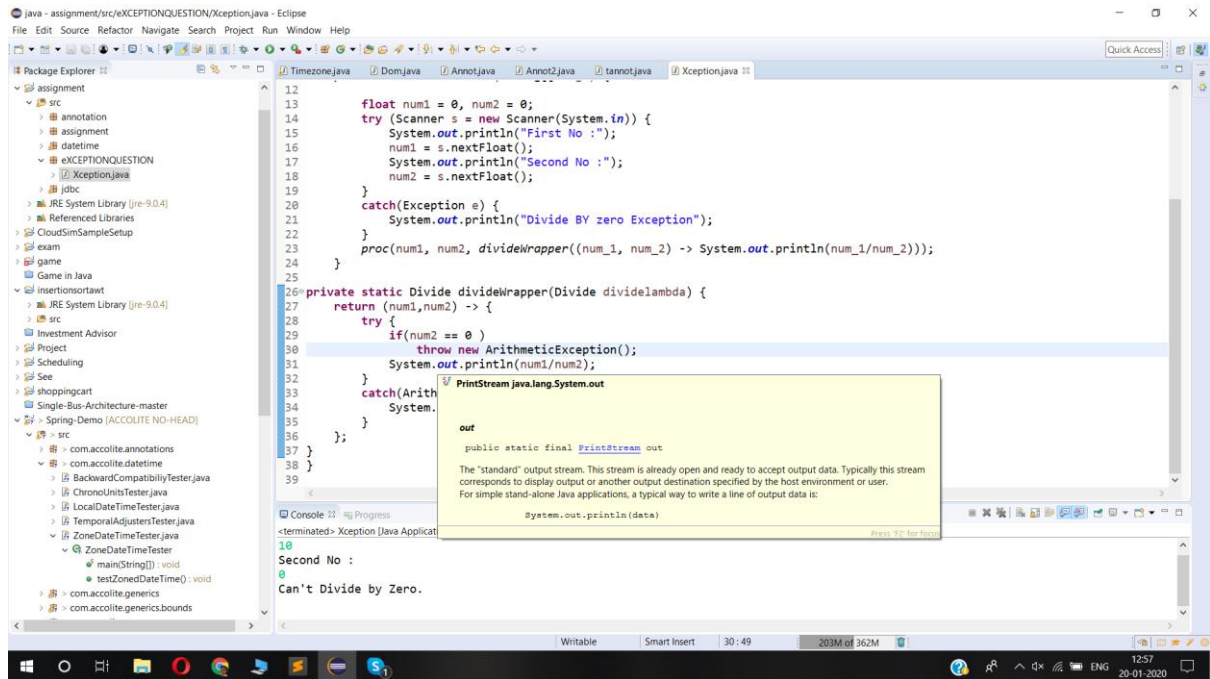 java - assignment/src/eXCEPTIONQUESTION/Xception.java - Eclipse
File Edit Source Refactor Navigate Search Project Run Window Help
Quick Access
Package Explorer
Timezone.java Dom.java Annot.java Annot2.java tannot.java Xception.java
assignment
src
annotation
assignment
datetime
eXCEPTIONQUESTION
Xception.java
jdbc
JRE System Library [jre-9.0.4]
Referenced Libraries
CloudSimSampleSetup
exam
game
Game in Java
insertionsortawt
JRE System Library [jre-9.0.4]
src
Investment Advisor
Project
Scheduling
See
shoppingcart
Single-Bus-Architecture-master
> Spring-Demo [ACCOLITE NO-HEAD]
> src
> com.accolite.annotations
> com.accolite.datetime
BackwardCompatibiliyTester.java
ChronoUnitsTester.java
LocalDateTimeTester.java
TemporalAdjustersTester.java
ZoneDateTimeTester.java
ZoneDateTimeTester
main(String[]) : void
testZonedDateTime() : void
> com.accolite.generics
> com.accolite.generics.bounds
12
13 float num1 = 0, num2 = 0;
14 try (Scanner s = new Scanner(System.in)) {
15 System.out.println("First No :");
16 num1 = s.nextFloat();
17 System.out.println("Second No :");
18 num2 = s.nextFloat();
19 }
20 catch(Exception e) {
21 System.out.println("Divide BY zero Exception");
22 }
23 proc(num1, num2, divideWrapper((num_1, num_2) -> System.out.println(num_1/num_2)));
24 }
25
26 private static Divide divideWrapper(Divide dividelambda) {
27 return (num1,num2) -> {
28 try {
29 if(num2 == 0 )
30 throw new ArithmeticException();
31 System.out.println(num1/num2);
32 }
33 catch(Arith
34 System.
35 }
36 };
37 }
38 }
39
PrintStream java.lang.System.out
out
public static final PrintStream out
The "standard" output stream. This stream is already open and ready to accept output data. Typically this stream
corresponds to display output or another output destination specified by the host environment or user.
For simple stand-alone Java applications, a typical way to write a line of output data is:
System.out.println(data)
Press 'F2' for focus
Console Progress
<terminated> Xception [Java Applicat
10
Second No :
0
Can't Divide by Zero.
Writable Smart Insert 30 : 49 203M of 362M
ENG 12:57
20-01-2020